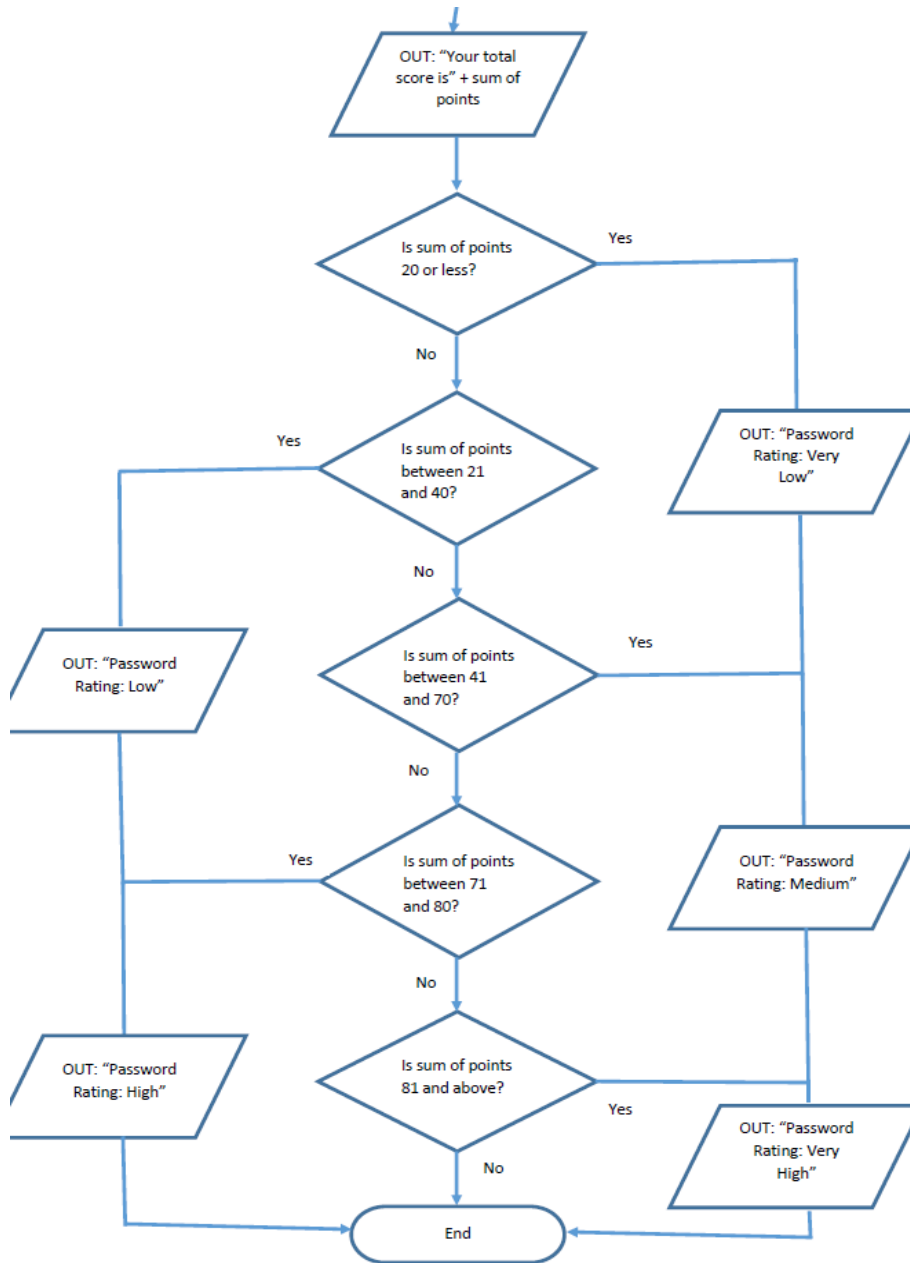 OUT: “Your total
score is” + sum of
points
Is sum of points
20 or less?
Yes
No
Is sum of points
between 21
and 40?
Yes
OUT: “Password
Rating: Very
Low”
No
Is sum of points
between 41
and 70?
Yes
OUT: “Password
Rating: Low”
No
Is sum of points
between 71
and 80?
Yes
OUT: “Password
Rating: Medium”
No
Is sum of points
81 and above?
Yes
OUT: “Password
Rating: High”
OUT: “Password
Rating: Very
High”
No
End